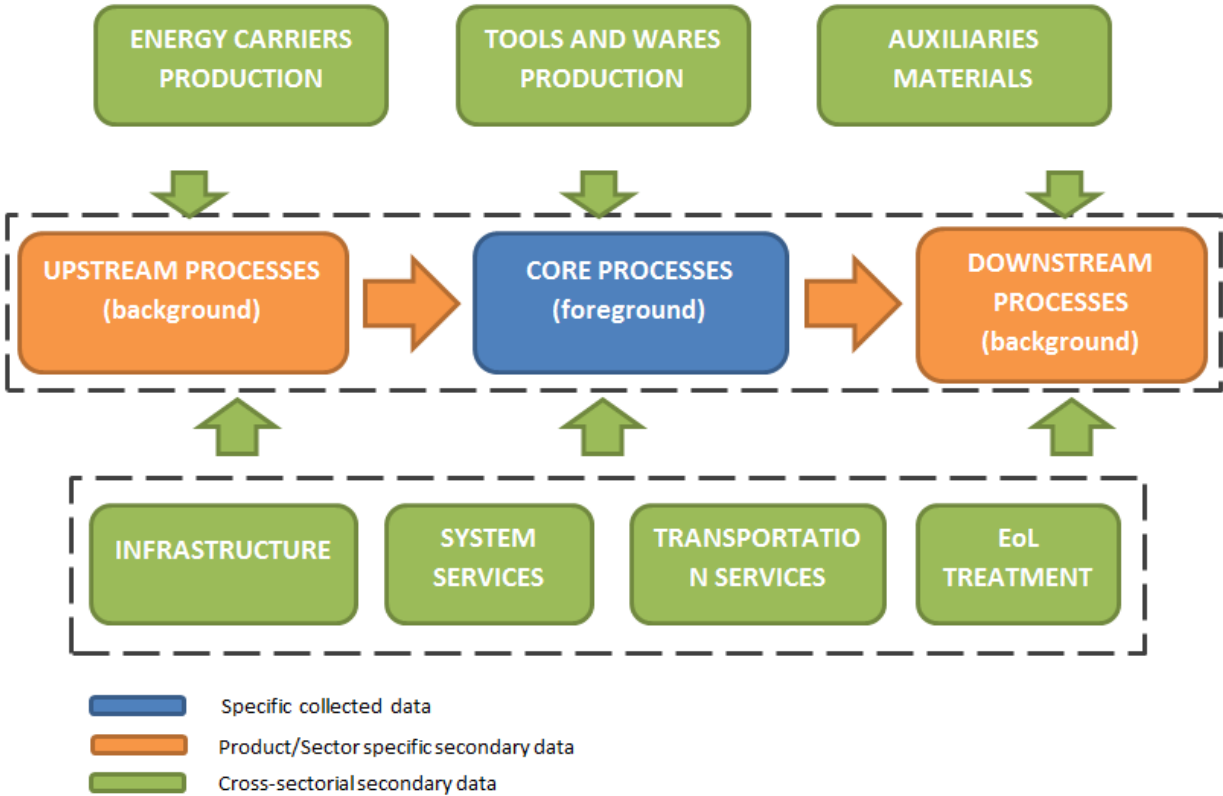 ENERGY CARRIERS
PRODUCTION
TOOLS AND WARES
PRODUCTION
AUXILIARIES
MATERIALS
UPSTREAM PROCESSES
(background)
CORE PROCESSES
(foreground)
DOWNSTREAM
PROCESSES
(background)
INFRASTRUCTURE
SYSTEM
SERVICES
TRANSPORTATIO
N SERVICES
EoL
TREATMENT
Specific collected data
Product/Sector specific secondary data
Cross-sectorial secondary data